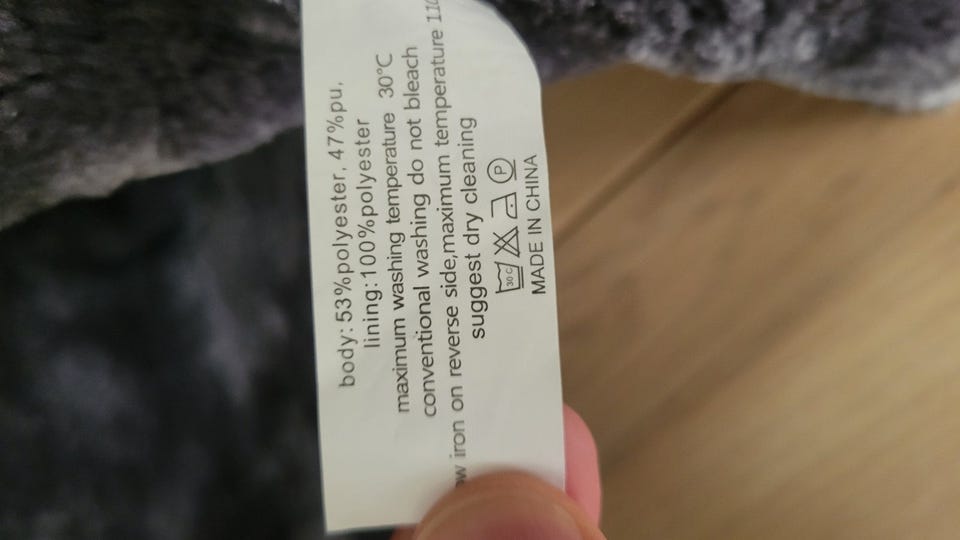 body: 53%polyester, 47%pu,
lining:100%polyester
maximum washing temperature 30°C
conventional washing do not bleach
iron on reverse side,maximum temperature
suggest dry cleaning
30°C P
MADE IN CHINA